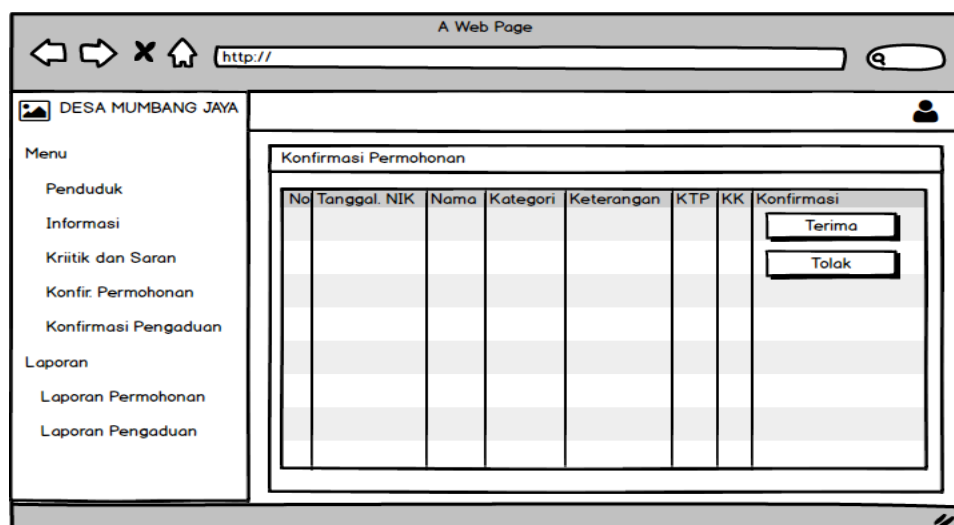 A Web Page
http://
DESA MUMBANG JAYA
Menu
Penduduk
Informasi
Kriitik dan Saran
Konfir. Permohonan
Konfirmasi Pengaduan
Laporan
Laporan Permohonan
Laporan Pengaduan
Konfirmasi Permohonan
No Tanggal. NIK Nama Kategori Keterangan KTP KK Konfirmasi
Terima
Tolak